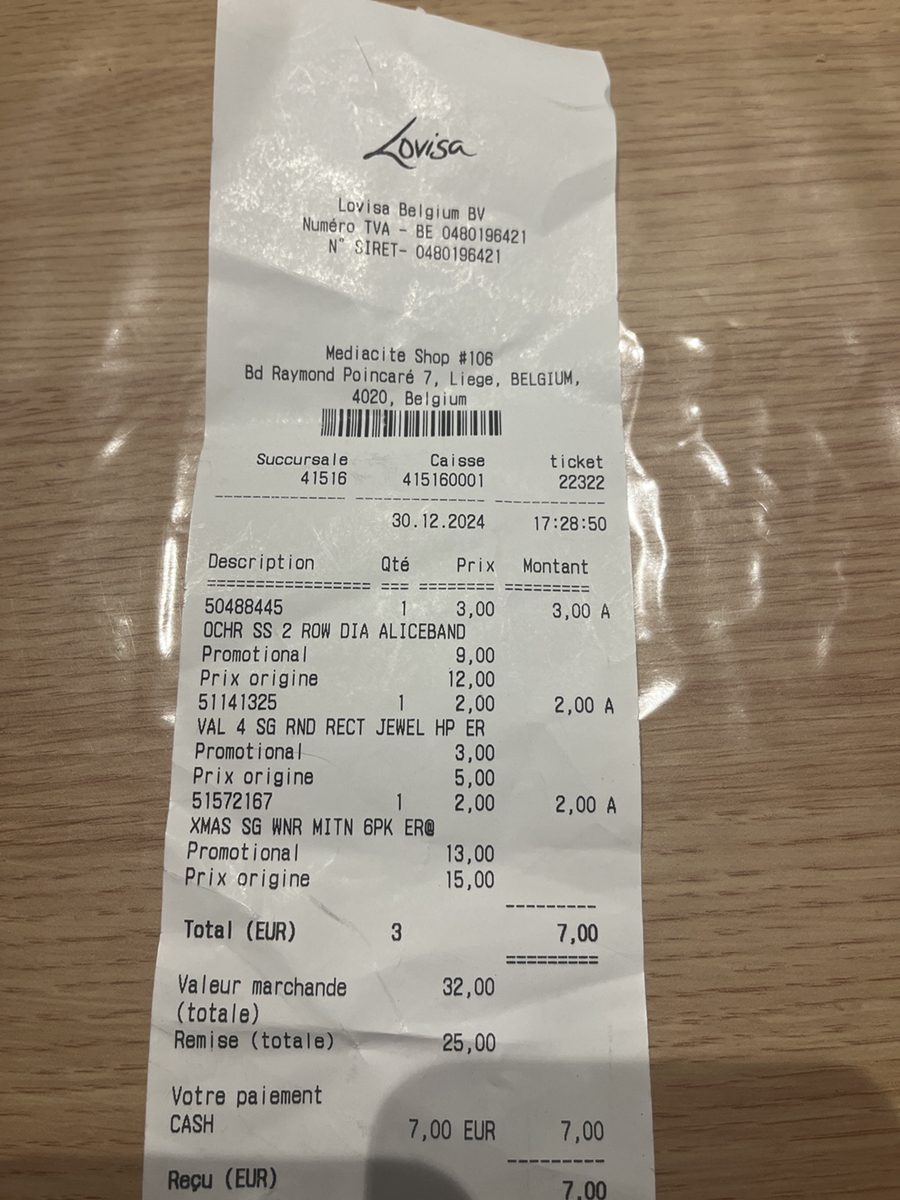 Lovisa
Lovisa Belgium BV
Numéro TVA - BE 0480196421
N° SIRET- 0480196421
Mediacite Shop #106
Bd Raymond Poincaré 7, Liege, BELGIUM,
4020, Belgium
Succursale Caisse ticket
41516 415160001 22322
30.12.2024 17:28:50
Description Qté Prix Montant
50488445 1 3,00 3,00 A
OCHR SS 2 ROW DIA ALICEBAND
Promotional 9,00
Prix origine 12,00
51141325 1 2,00 2,00 A
VAL 4 SG RND RECT JEWEL HP ER
Promotional 3,00
Prix origine 5,00
51572167 1 2,00 2,00 A
XMAS SG WNR MITN 6PK ER@
Promotional 13,00
Prix origine 15,00
Total (EUR) 3 7,00
Valeur marchande 32,00
(totale)
Remise (totale) 25,00
Votre paiement
CASH 7,00 EUR 7,00
Reçu (EUR) 7,00